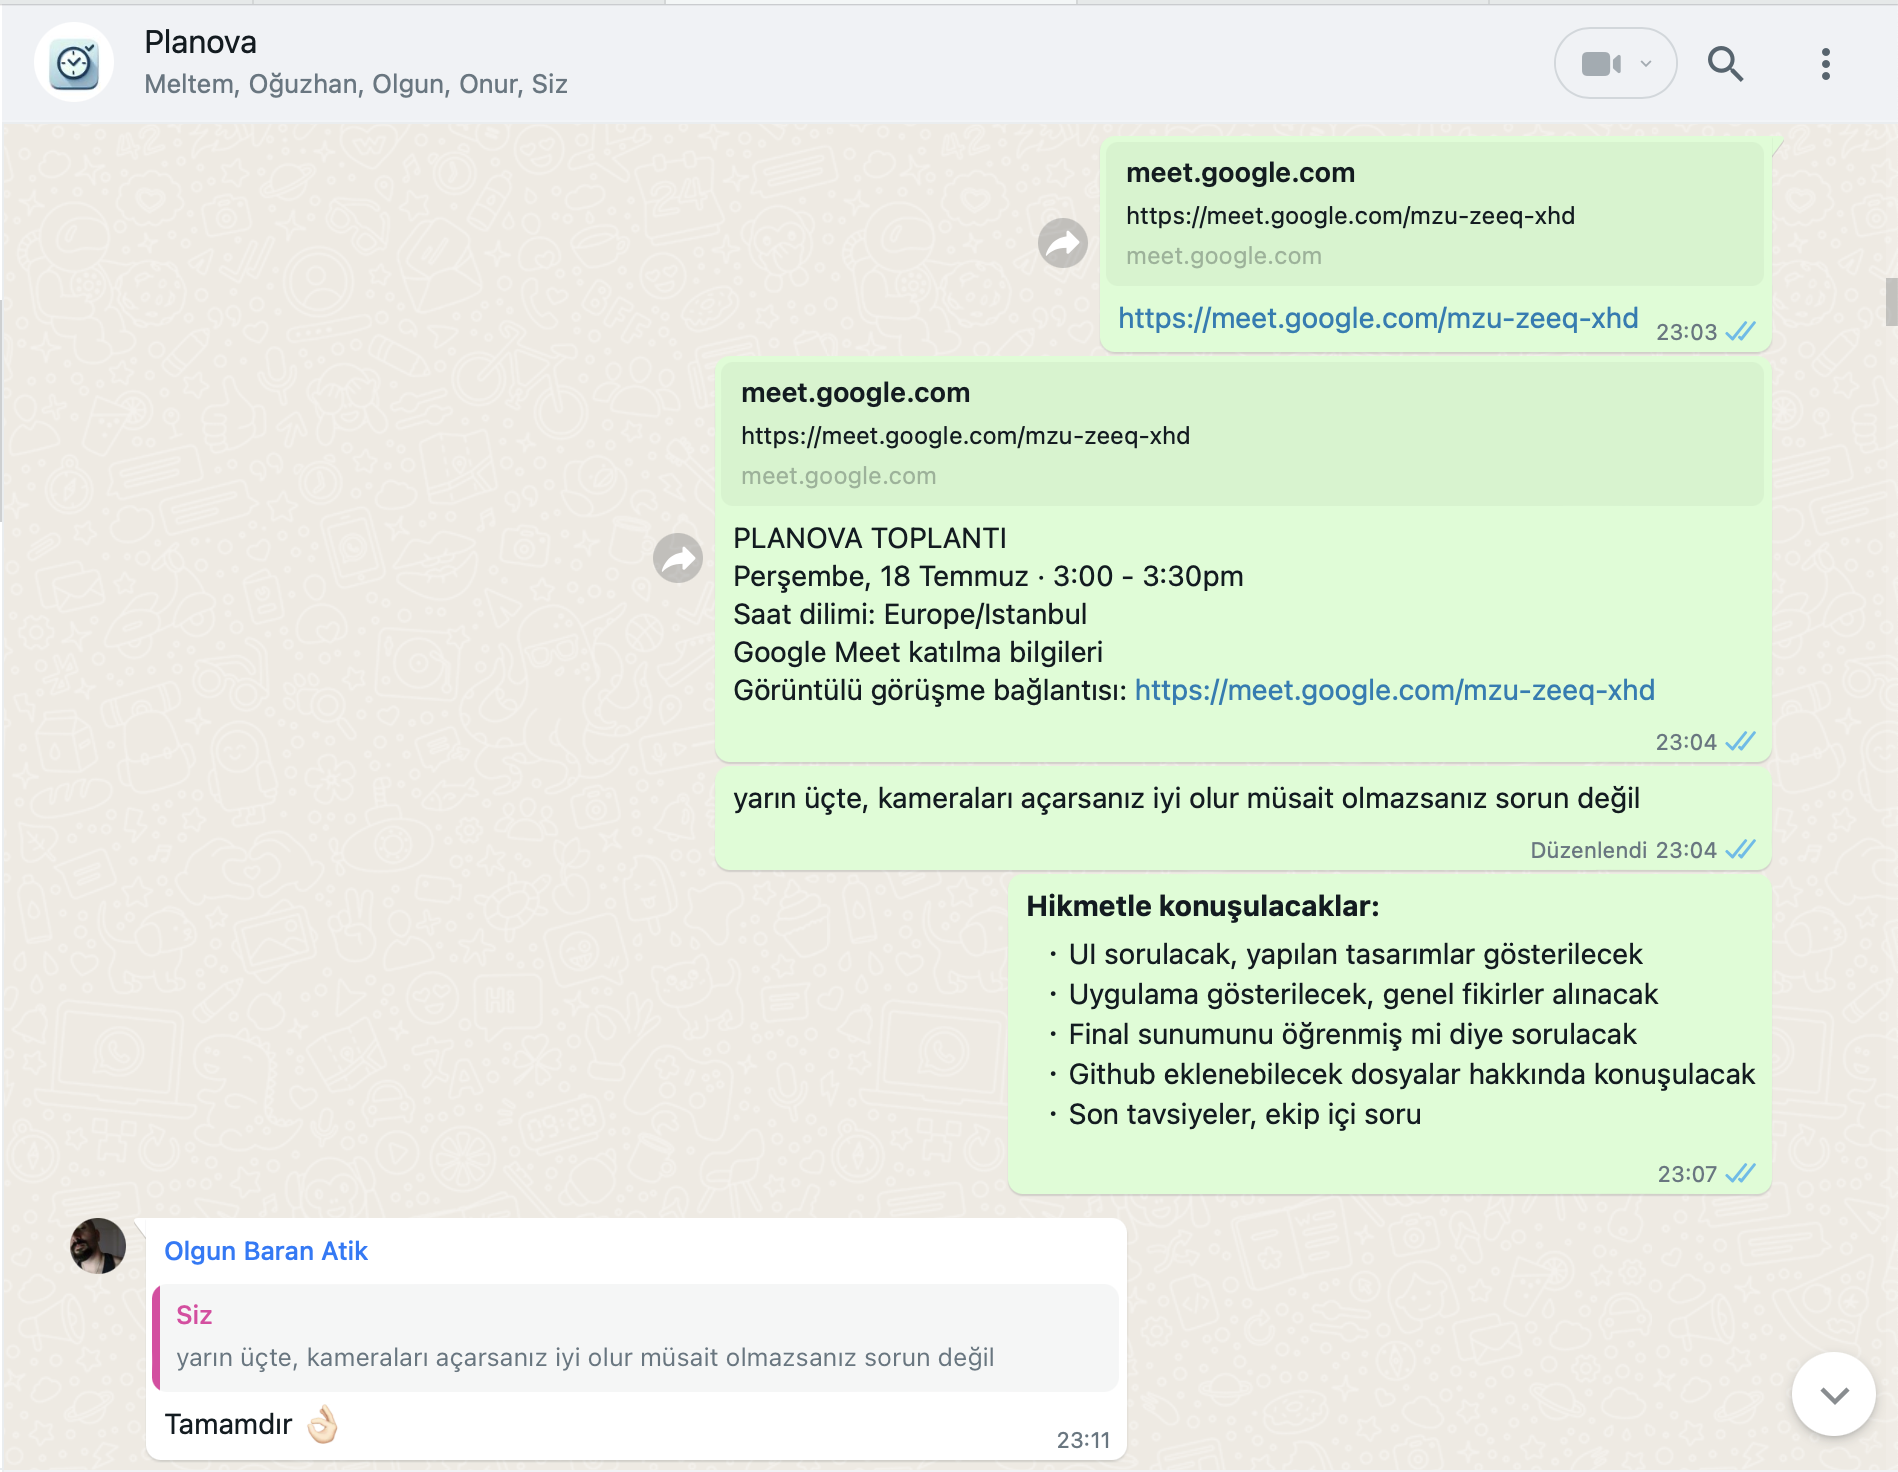 Planova
Meltem, Oğuzhan, Olgun, Onur, Siz
meet.google.com
https://meet.google.com/mzu-zeeq-xhd
meet.google.com
https://meet.google.com/mzu-zeeq-xhd
23:03
meet.google.com
https://meet.google.com/mzu-zeeq-xhd
meet.google.com
PLANOVA TOPLANTI
Perşembe, 18 Temmuz · 3:00 - 3:30pm
Saat dilimi: Europe/Istanbul
Google Meet katılma bilgileri
Görüntülü görüşme bağlantısı: https://meet.google.com/mzu-zeeq-xhd
23:04
yarın üçte, kameraları açarsanız iyi olur müsait olmazsanız sorun değil
Düzenlendi 23:04
Hikmetle konuşulacaklar:
• UI sorulacak, yapılan tasarımlar gösterilecek
• Uygulama gösterilecek, genel fikirler alınacak
• Final sunumunu öğrenmiş mi diye sorulacak
• Github eklenebilecek dosyalar hakkında konuşulacak
• Son tavsiyeler, ekip içi soru
23:07
Olgun Baran Atik
Siz
yarın üçte, kameraları açarsanız iyi olur müsait olmazsanız sorun değil
Tamamdır 👌🏻
23:11